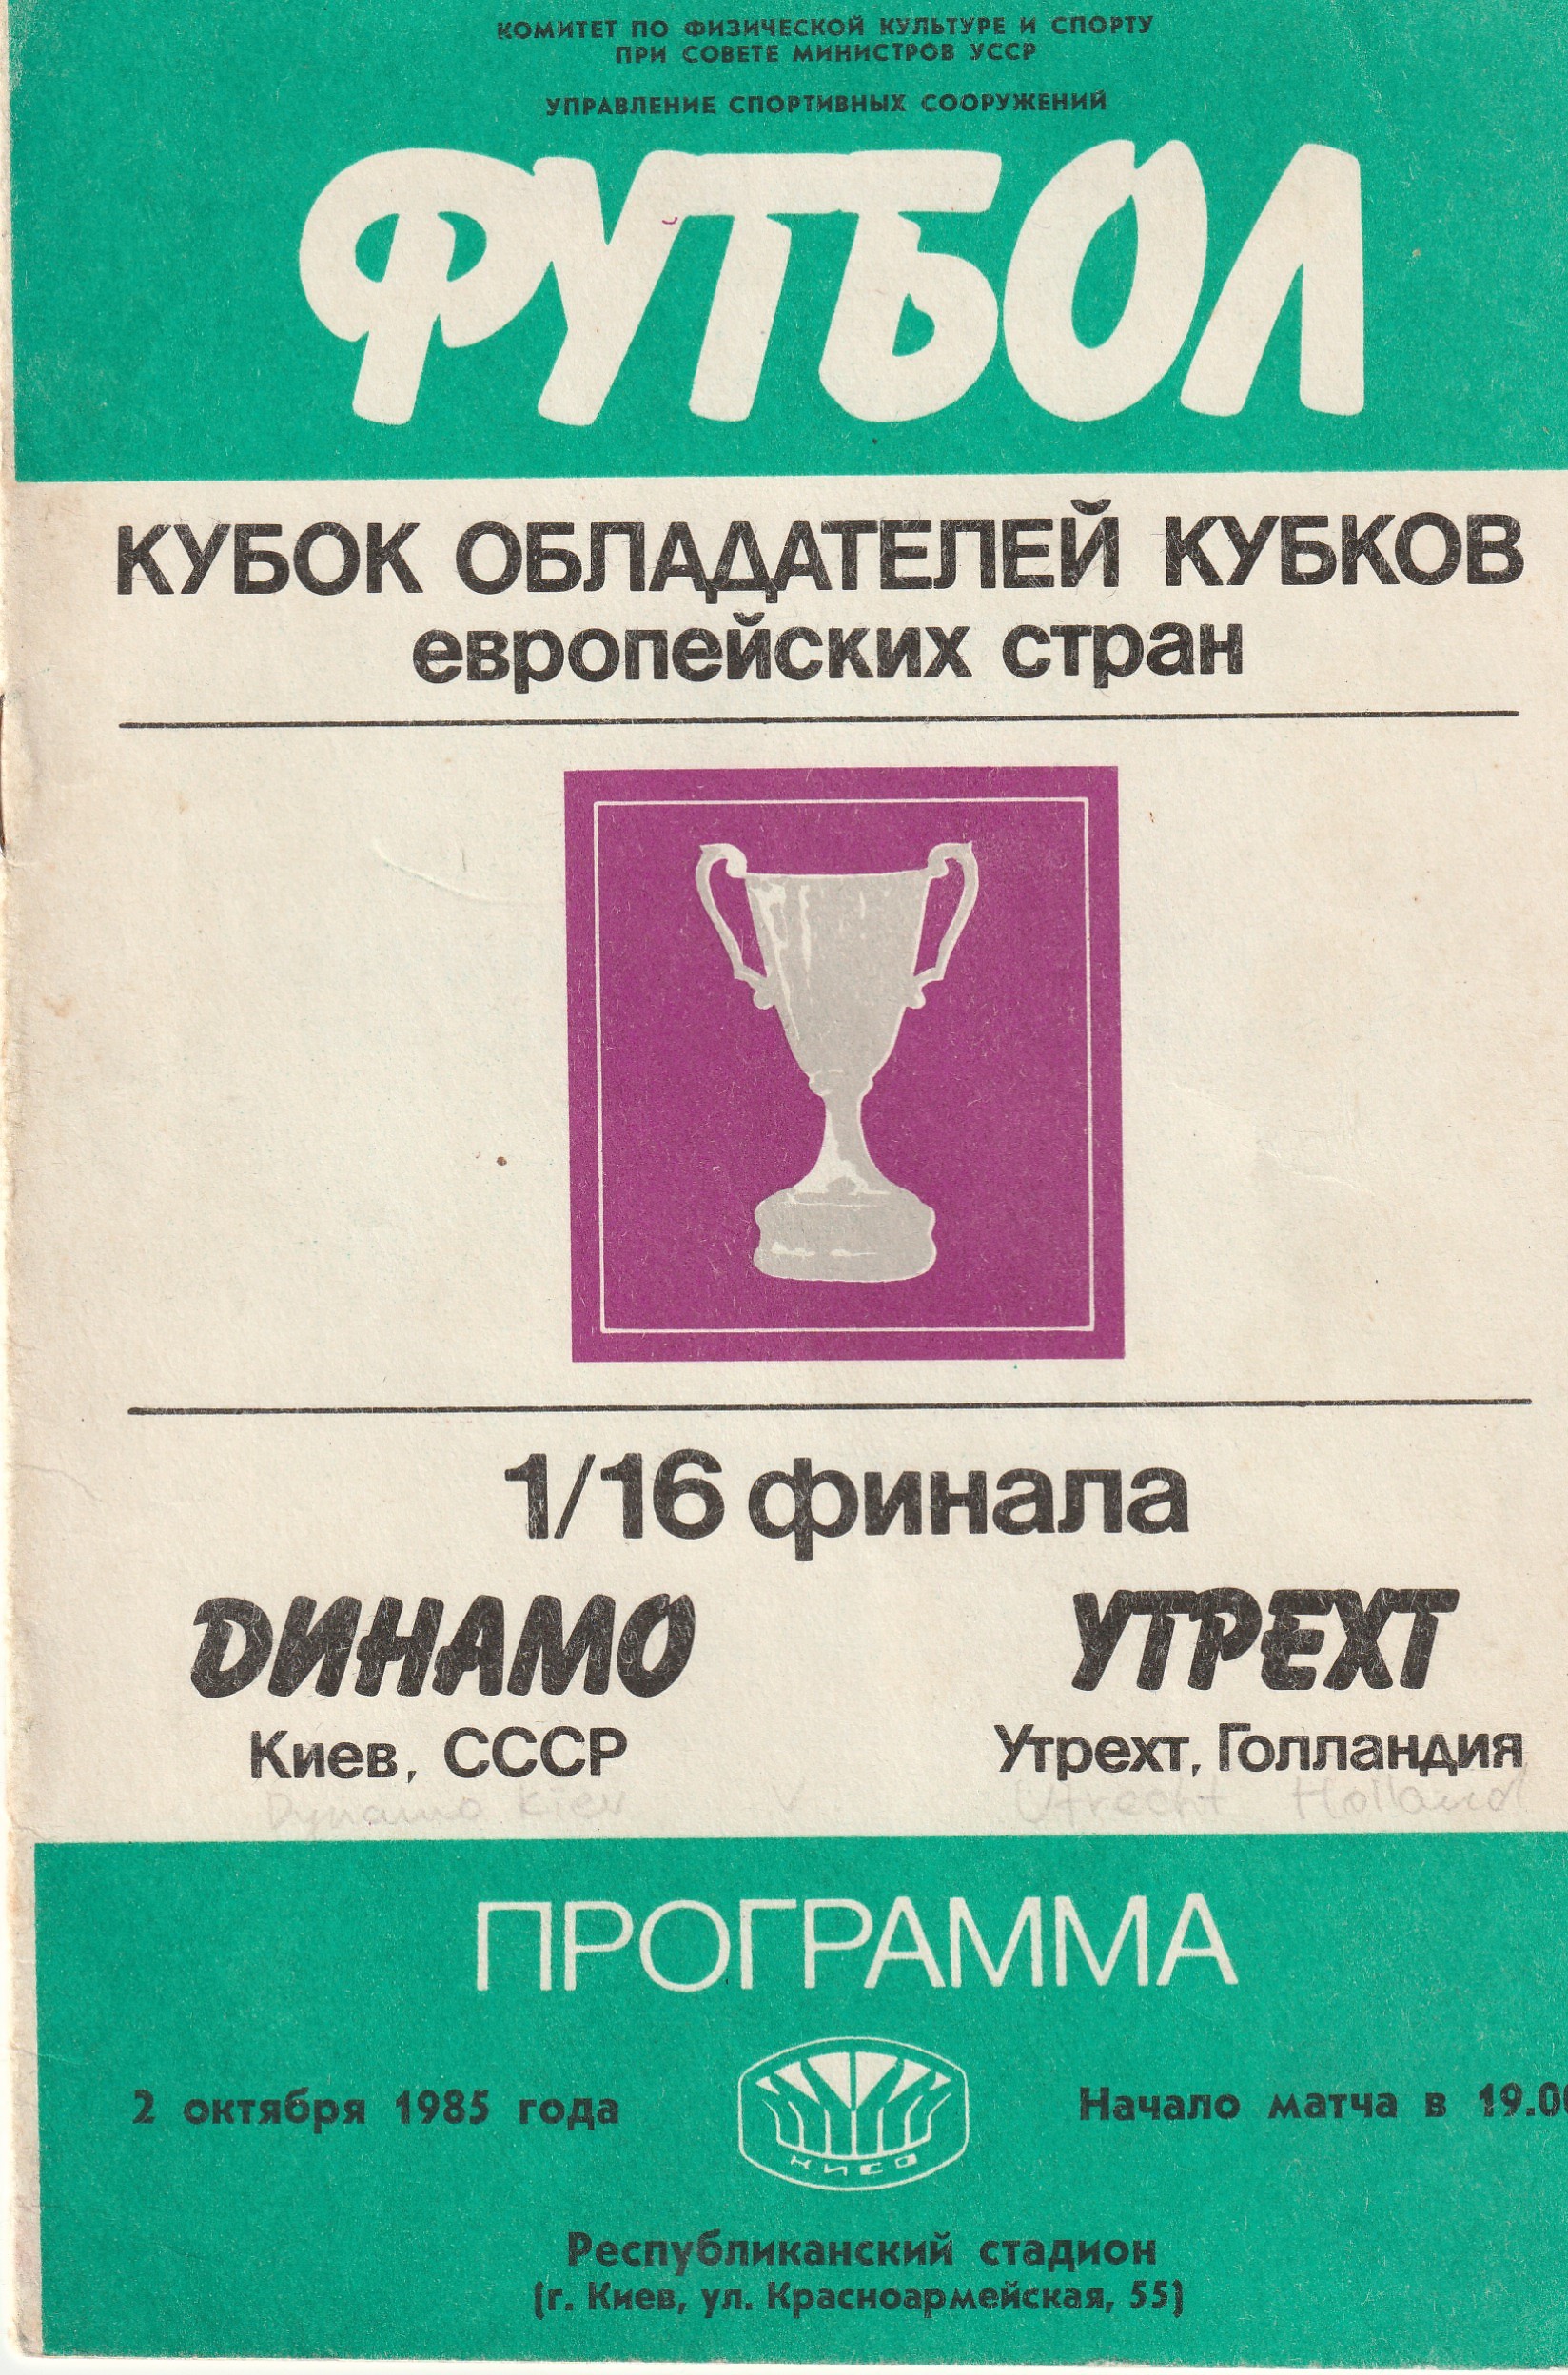 КОМИТЕТ ПО ФИЗИЧЕСКОЙ КУЛЬТУРЕ И СПОРТУ
ПРИ СОВЕТЕ МИНИСТРОВ УССР
УПРАВЛЕНИЕ СПОРТИВНЫХ СООРУЖЕНИЙ
ФУТБОЛ
КУБОК ОБЛАДАТЕЛЕЙ КУБКОВ
европейских стран
1/16 финала
ДИНАМО УТРЕХТ
Киев, СССР Утрехт, Голландия
Dynamo Kiev V. Utrecht Holland
ПРОГРАММА
2 октября 1985 года Начало матча в 19.00
Республиканский стадион
(г. Киев, ул. Красноармейская, 55)